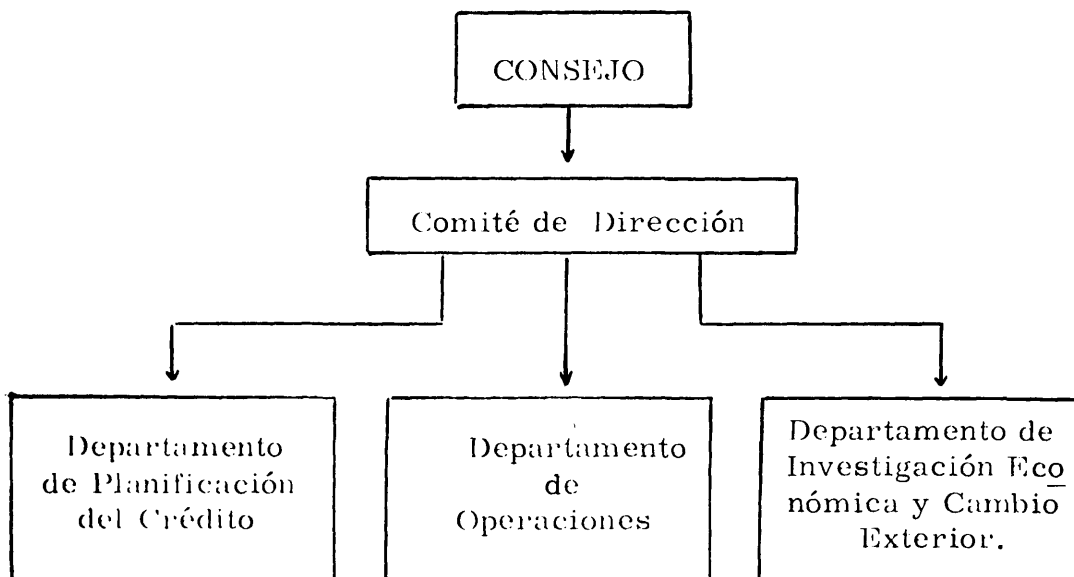 CONSEJO
Comité de Dirección
Departamento
de Planificación
del Crédito
Departamento
de
Operaciones
Departamento de
Investigación Eco
nómica y Cambio
Exterior.